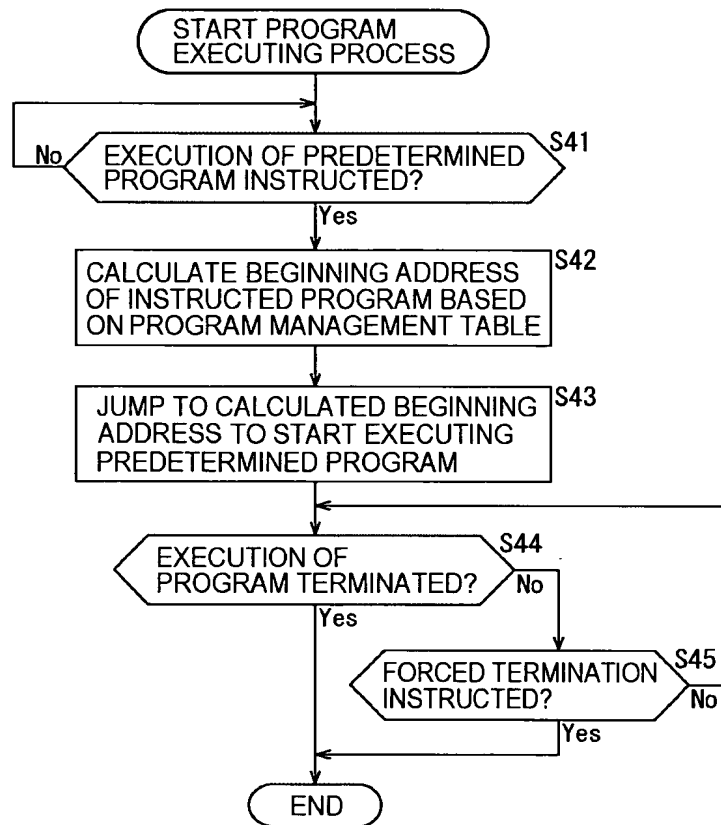 START PROGRAM
EXECUTING PROCESS
S41
No
EXECUTION OF PREDETERMINED
PROGRAM INSTRUCTED?
Yes
S42
CALCULATE BEGINNING ADDRESS
OF INSTRUCTED PROGRAM BASED
ON PROGRAM MANAGEMENT TABLE
S43
JUMP TO CALCULATED BEGINNING
ADDRESS TO START EXECUTING
PREDETERMINED PROGRAM
S44
EXECUTION OF
PROGRAM TERMINATED?
No
Yes
S45
FORCED TERMINATION
INSTRUCTED?
No
Yes
END